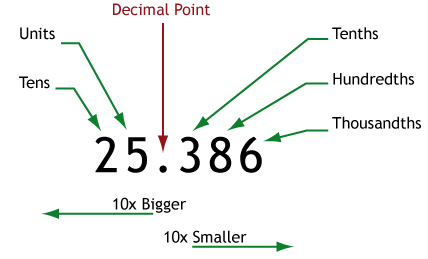 Decimal Point
Units
Tenths
Tens
Hundredths
Thousandths
25.386
10x Bigger
10x Smaller